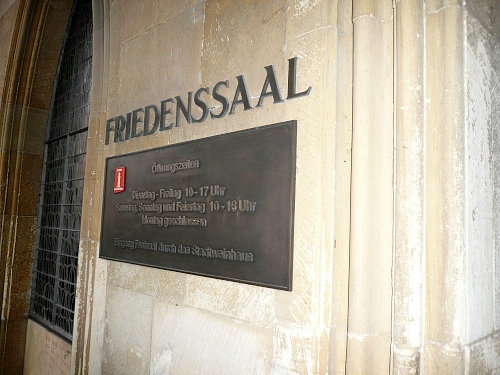 FRIEDENSSAAL
Öffnungszeiten
Dienstag - Freitag 10 - 17 Uhr
Samstag, Sonntag und Feiertag 10 - 16 Uhr
Montag geschlossen
Eingang Festsaal durch das Stadtweinhaus